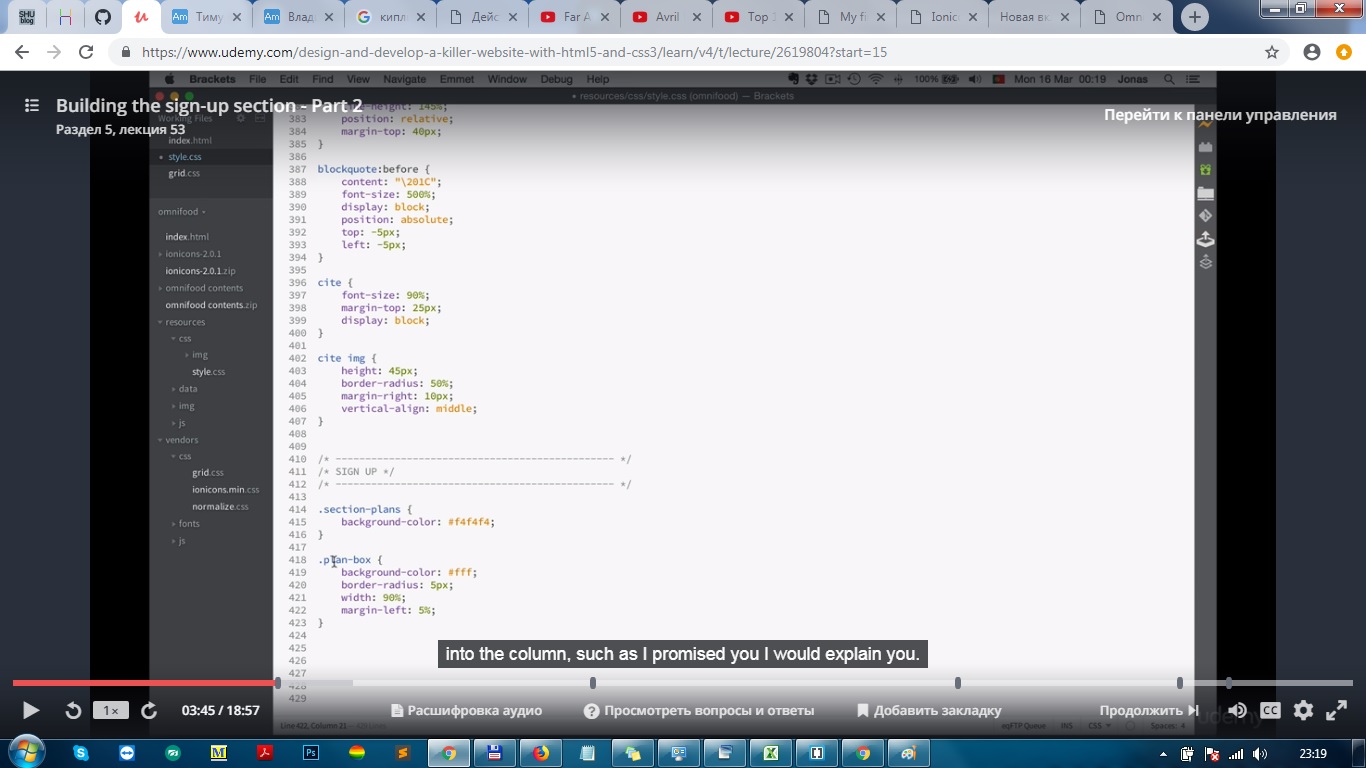 Тиму
Влад
кипл
Дейс
Far A
Avril
Top 1
My fi
Ionic
Новая вк
Omni
https://www.udemy.com/design-and-develop-a-killer-website-with-html5-and-css3/learn/v4/t/lecture/2619804?start=15
Brackets File Edit Find View Navigate Emmet Window Debug Help 100% Mon 16 Mar 00:19 Jonas
• resources/css/style.css (omnifood) — Brackets
Building the sign-up section - Part 2
Раздел 5, лекция 53
Перейти к панели управления
Working Files
index.html
style.css
grid.css
omnifood
index.html
ionicons-2.0.1
ionicons-2.0.1.zip
omnifood contents
omnifood contents.zip
resources
css
img
style.css
data
img
js
vendors
css
grid.css
ionicons.min.css
normalize.css
fonts
js
line-height: 145%;
383 position: relative;
384 margin-top: 40px;
385 }
386
387 blockquote:before {
388 content: "\201C";
389 font-size: 500%;
390 display: block;
391 position: absolute;
392 top: -5px;
393 left: -5px;
394 }
395
396 cite {
397 font-size: 90%;
398 margin-top: 25px;
399 display: block;
400 }
401
402 cite img {
403 height: 45px;
404 border-radius: 50%;
405 margin-right: 10px;
406 vertical-align: middle;
407 }
408
409
410 /* ----------------------------------------------- */
411 /* SIGN UP */
412 /* ----------------------------------------------- */
413
414 .section-plans {
415 background-color: #f4f4f4;
416 }
417
418 .plan-box {
419 background-color: #fff;
420 border-radius: 5px;
421 width: 90%;
422 margin-left: 5%;
423 }
424
425
426
427
428
429
into the column, such as I promised you I would explain you.
1× 03:45 / 18:57 Расшифровка аудио Просмотреть вопросы и ответы Добавить закладку Продолжить CC
udemy
INS CSS Spaces: 4
23:19